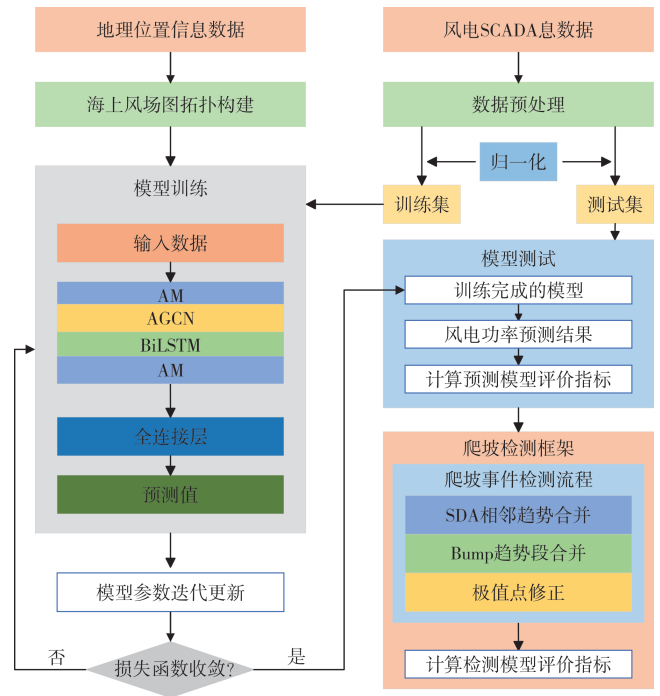 地理位置信息数据
海上风场图拓扑构建
模型训练
输入数据
AM
AGCN
BiLSTM
AM
全连接层
预测值
模型参数迭代更新
损失函数收敛?
否
是
风电SCADA息数据
数据预处理
归一化
训练集
测试集
模型测试
训练完成的模型
风电功率预测结果
计算预测模型评价指标
爬坡检测框架
爬坡事件检测流程
SDA相邻趋势合并
Bump趋势段合并
极值点修正
计算检测模型评价指标